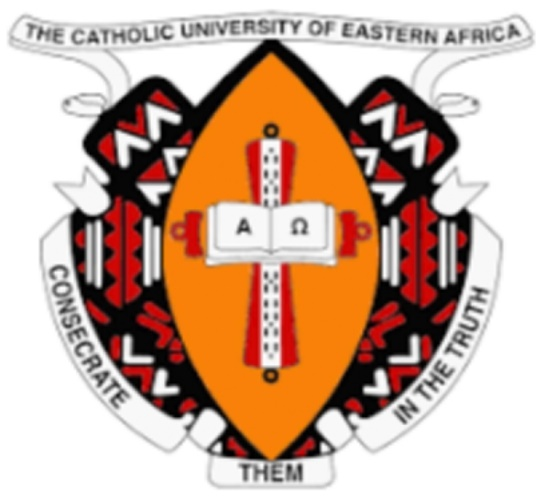 THE CATHOLIC UNIVERSITY OF EASTERN AFRICA
Α Ω
CONSECRATE
THEM
IN THE TRUTH